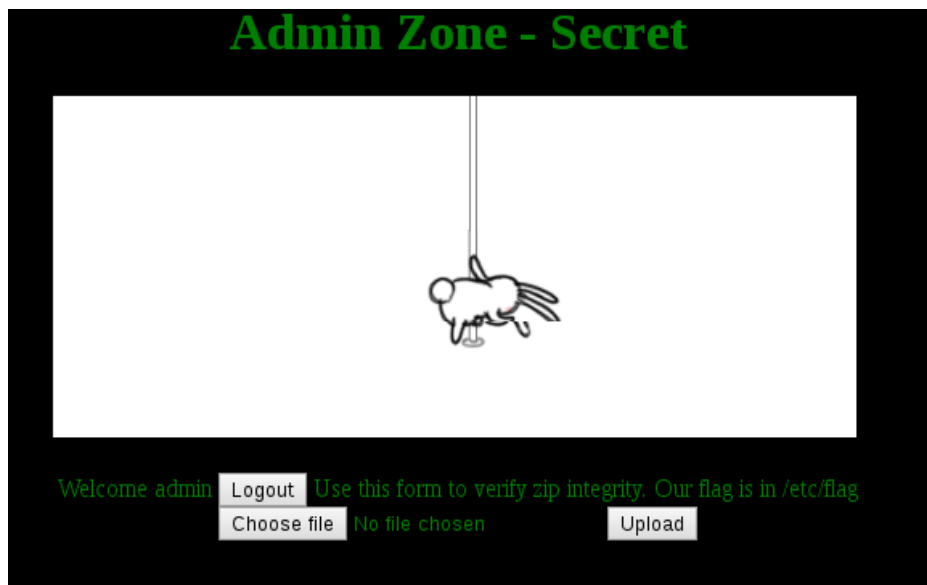 Admin Zone - Secret
Welcome admin Logout Use this form to verify zip integrity. Our flag is in /etc/flag
Choose file No file chosen Upload